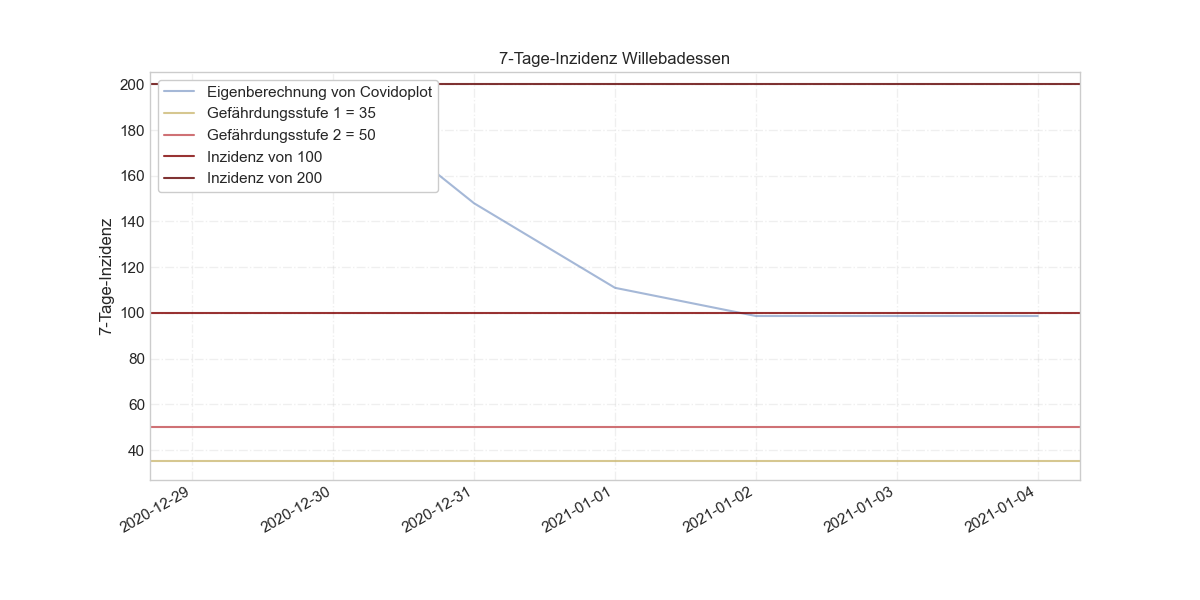 7-Tage-Inzidenz Willebadessen
200
180
160
140
120
100
80
60
40
7-Tage-Inzidenz
Eigenberechnung von Covidoplot
Gefährdungsstufe 1 = 35
Gefährdungsstufe 2 = 50
Inzidenz von 100
Inzidenz von 200
2020-12-29
2020-12-30
2020-12-31
2021-01-01
2021-01-02
2021-01-03
2021-01-04